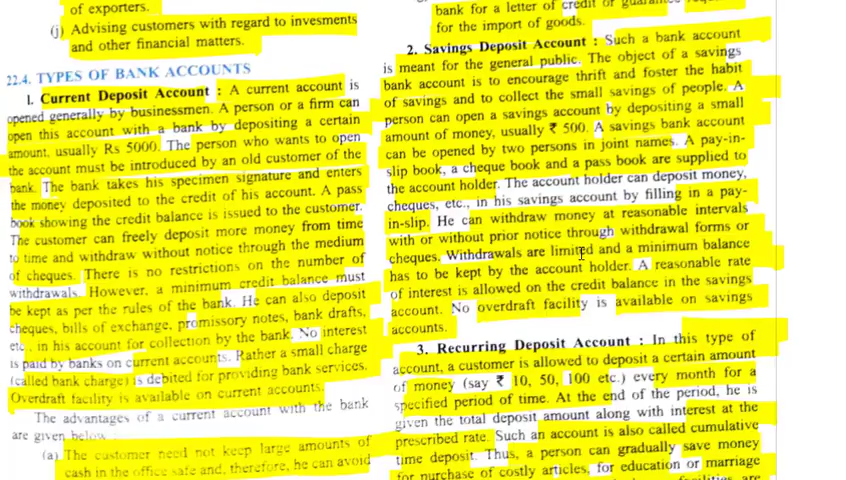 of exporters.
(j) Advising customers with regard to invesments
and other financial matters.
22.4. TYPES OF BANK ACCOUNTS
1. Current Deposit Account : A current account is
opened generally by businessmen. A person or a firm can
open this account with a bank by depositing a certain
amount, usually Rs 5000. The person who wants to open
the account must be introduced by an old customer of the
bank. The bank takes his specimen signature and enters
the money deposited to the credit of his account. A pass
book showing the credit balance is issued to the customer.
The customer can freely deposit more money from time
to time and withdraw without notice through the medium
of cheques. There is no restrictions on the number of
withdrawals. However, a minimum credit balance must
be kept as per the rules of the bank. He can also deposit
cheques, bills of exchange, promissory notes, bank drafts,
etc., in his account for collection by the bank. No interest
is paid by banks on current accounts. Rather a small charge
(called bank charge) is debited for providing bank services.
Overdraft facility is available on current accounts.
The advantages of a current account with the bank
are given below
(a) The customer need not keep large amounts of
cash in the office safe and, therefore, he can avoid
bank for a letter of credit or
for the import of goods.
2. Savings Deposit Account : Such a bank account
is meant for the general public. The object of a savings
bank account is to encourage thrift and foster the habit
of savings and to collect the small savings of people. A
person can open a savings account by depositing a small
amount of money, usually ₹ 500. A savings bank account
can be opened by two persons in joint names. A pay-in-
slip book, a cheque book and a pass book are supplied to
the account holder. The account holder can deposit money,
cheques, etc., in his savings account by filling in a pay-
in-slip. He can withdraw money at reasonable intervals
with or without prior notice through withdrawal forms or
cheques. Withdrawals are limited and a minimum balance
has to be kept by the account holder. A reasonable rate
of interest is allowed on the credit balance in the savings
account. No overdraft facility is available on savings
accounts.
3. Recurring Deposit Account : In this type of
account, a customer is allowed to deposit a certain amount
of money (say ₹ 10, 50, 100 etc.) every month for a
specified period of time. At the end of the period, he is
given the total deposit amount along with interest at the
prescribed rate. Such an account is also called cumulative
time deposit. Thus, a person can gradually save money
for purchase of costly articles, for education or marriage
facilities are